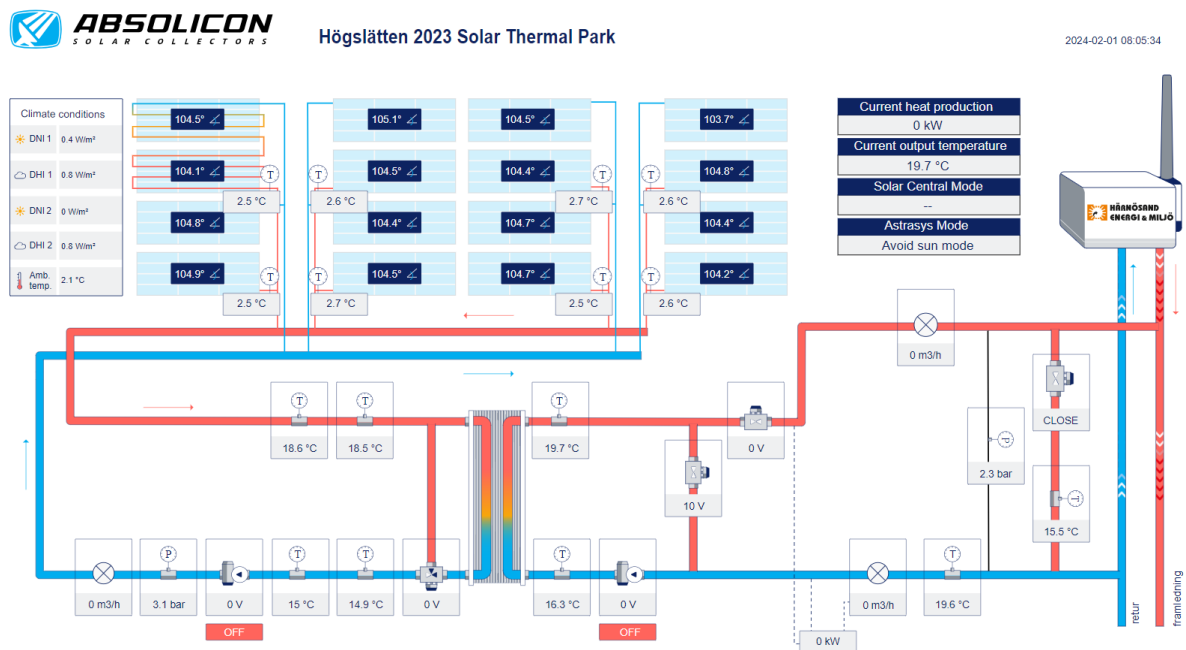 ABSOLICON
SOLAR COLLECTORS
Högslätten 2023 Solar Thermal Park
2024-02-01 08:05:34
Climate conditions
DNI 1 0.4 W/m²
DHI 1 0.8 W/m²
DNI 2 0 W/m²
DHI 2 0.8 W/m²
Amb. temp. 2.1 °C
104.5° 105.1° 104.5° 103.7°
104.1° 104.5° 104.4° 104.8°
T T T T
2.5 °C 2.6 °C 2.7 °C 2.6 °C
104.8° 104.4° 104.7° 104.4°
104.9° 104.5° 104.7° 104.2°
T T T T
2.5 °C 2.7 °C 2.5 °C 2.6 °C
Current heat production
0 kW
Current output temperature
19.7 °C
Solar Central Mode
--
Astrasys Mode
Avoid sun mode
HÄRNÖSAND
ENERGI & MILJÖ
0 m3/h
T T T
18.6 °C 18.5 °C 19.7 °C
0 V
CLOSE
P
2.3 bar
10 V
T
15.5 °C
P T T T T
0 m3/h 3.1 bar 0 V 15 °C 14.9 °C 0 V 16.3 °C 0 V 0 m3/h 19.6 °C
OFF OFF
0 kW
retur
framledning